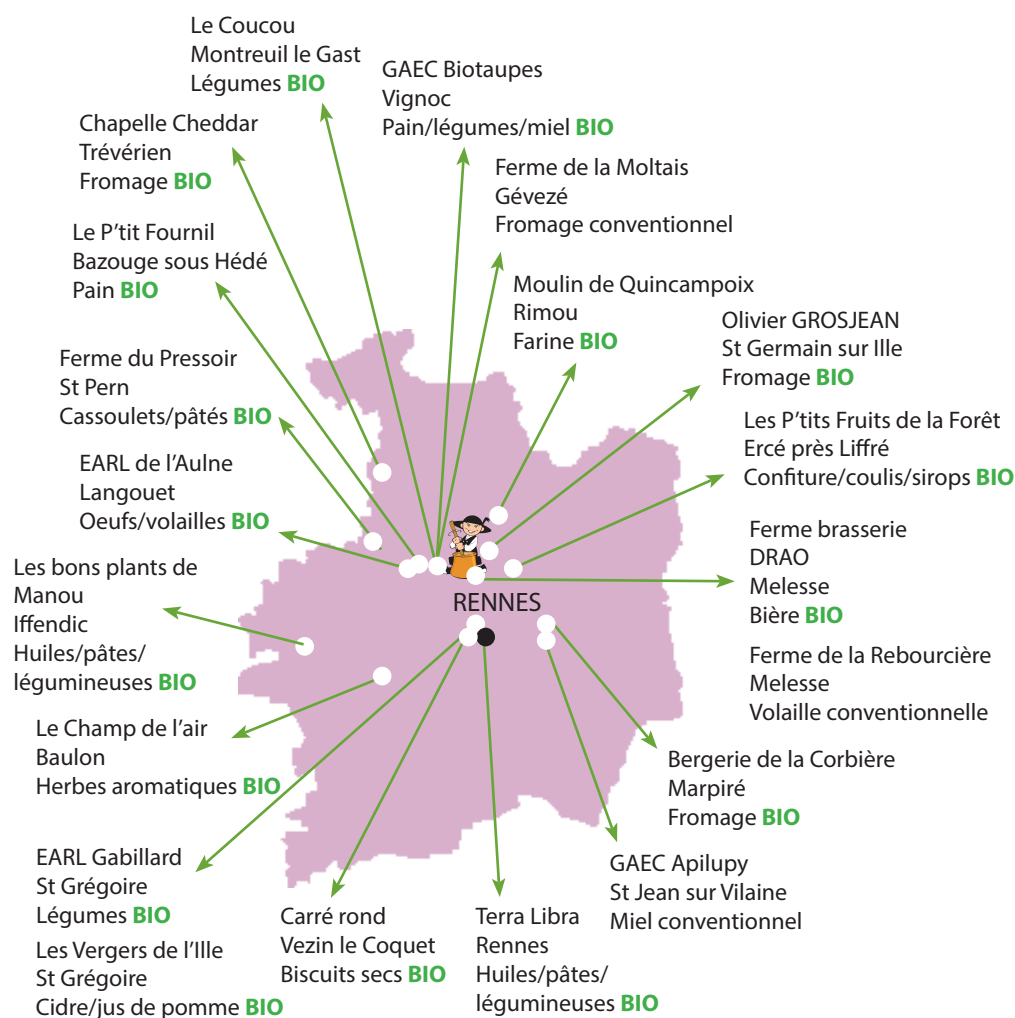 Le Coucou
Montreuil le Gast
Légumes BIO
GAEC Biotaupes
Vignoc
Pain/légumes/miel BIO
Chapelle Cheddar
Trévérien
Fromage BIO
Ferme de la Moltais
Gévezé
Fromage conventionnel
Le P'tit Fournil
Bazouge sous Hédé
Pain BIO
Moulin de Quincampoix
Rimou
Farine BIO
Olivier GROSJEAN
St Germain sur Ille
Fromage BIO
Ferme du Pressoir
St Pern
Cassoulets/pâtés BIO
Les P'tits Fruits de la Forêt
Ercé près Liffré
Confiture/coulis/sirops BIO
EARL de l'Aulne
Langouet
Oeufs/volailles BIO
Ferme brasserie
DRAO
Melesse
Bière BIO
Les bons plants de
Manou
Iffendic
Huiles/pâtes/
légumineuses BIO
RENNES
Ferme de la Rebourcière
Melesse
Volaille conventionnelle
Le Champ de l'air
Baulon
Herbes aromatiques BIO
Bergerie de la Corbière
Marpiré
Fromage BIO
EARL Gabillard
St Grégoire
Légumes BIO
GAEC Apilupy
St Jean sur Vilaine
Miel conventionnel
Les Vergers de l'Ille
St Grégoire
Cidre/jus de pomme BIO
Carré rond
Vezin le Coquet
Biscuits secs BIO
Terra Libra
Rennes
Huiles/pâtes/
légumineuses BIO